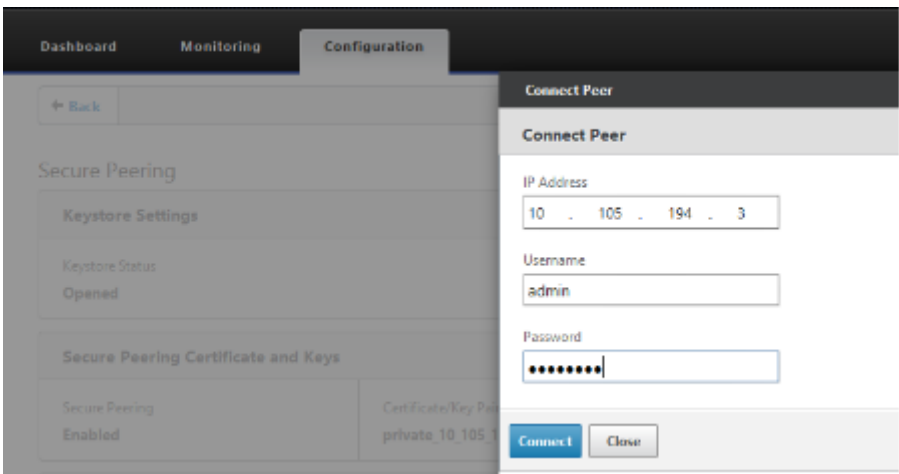 Dashboard Monitoring Configuration
← Back
Secure Peering
Keystore Settings
Keystore Status
Opened
Secure Peering Certificate and Keys
Secure Peering
Enabled
Certificate/Key Pair
private_10_105_1
Connect Peer
Connect Peer
IP Address
10 . 105 . 194 . 3
Username
admin
Password
••••••••
Connect Close